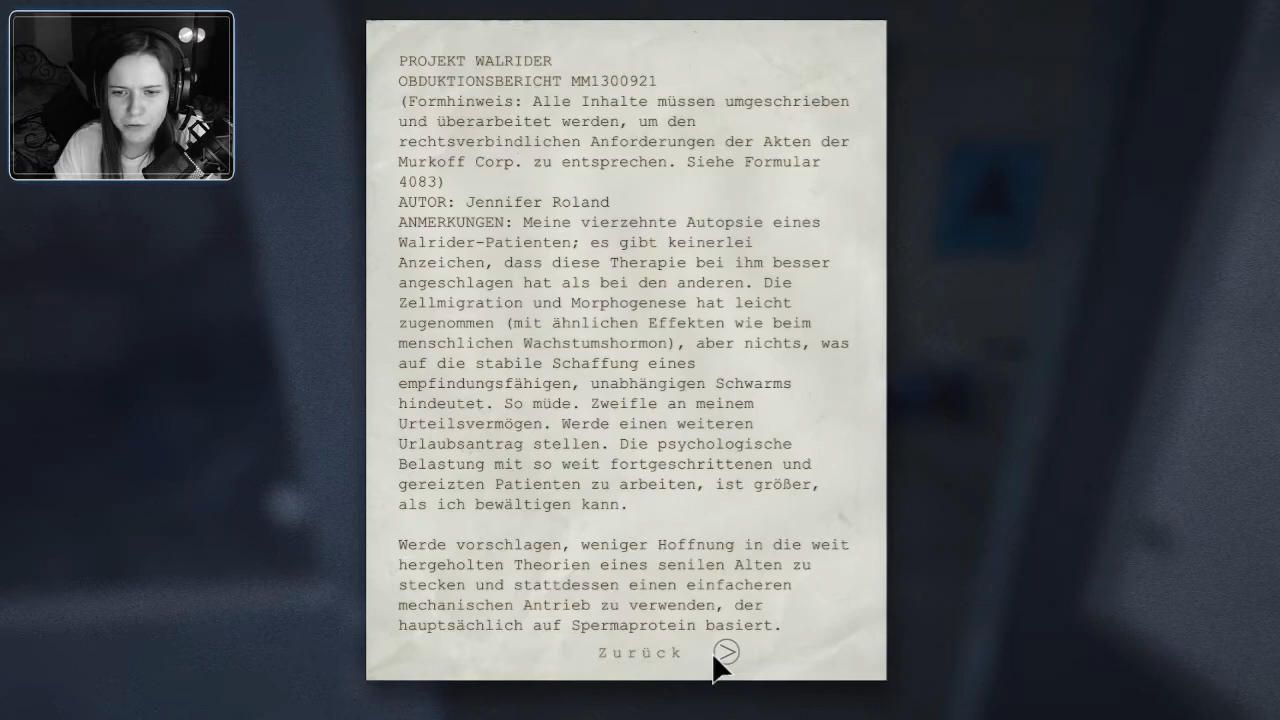 PROJEKT WALRIDER
OBDUKTIONSBERICHT MM1300921
(Formhinweis: Alle Inhalte müssen umgeschrieben
und überarbeitet werden, um den
rechtsverbindlichen Anforderungen der Akten der
Murkoff Corp. zu entsprechen. Siehe Formular
4083)
AUTOR: Jennifer Roland
ANMERKUNGEN: Meine vierzehnte Autopsie eines
Walrider-Patienten; es gibt keinerlei
Anzeichen, dass diese Therapie bei ihm besser
angeschlagen hat als bei den anderen. Die
Zellmigration und Morphogenese hat leicht
zugenommen (mit ähnlichen Effekten wie beim
menschlichen Wachstumshormon), aber nichts, was
auf die stabile Schaffung eines
empfindungsfähigen, unabhängigen Schwarms
hindeutet. So müde. Zweifle an meinem
Urteilsvermögen. Werde einen weiteren
Urlaubsantrag stellen. Die psychologische
Belastung mit so weit fortgeschrittenen und
gereizten Patienten zu arbeiten, ist größer,
als ich bewältigen kann.
Werde vorschlagen, weniger Hoffnung in die weit
hergeholten Theorien eines senilen Alten zu
stecken und stattdessen einen einfacheren
mechanischen Antrieb zu verwenden, der
hauptsächlich auf Spermaprotein basiert.
Zurück >